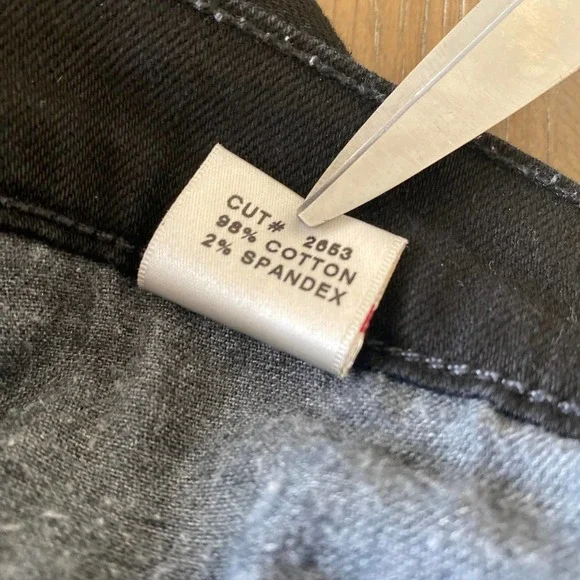 CUT# 2653
98% COTTON
2% SPANDEX